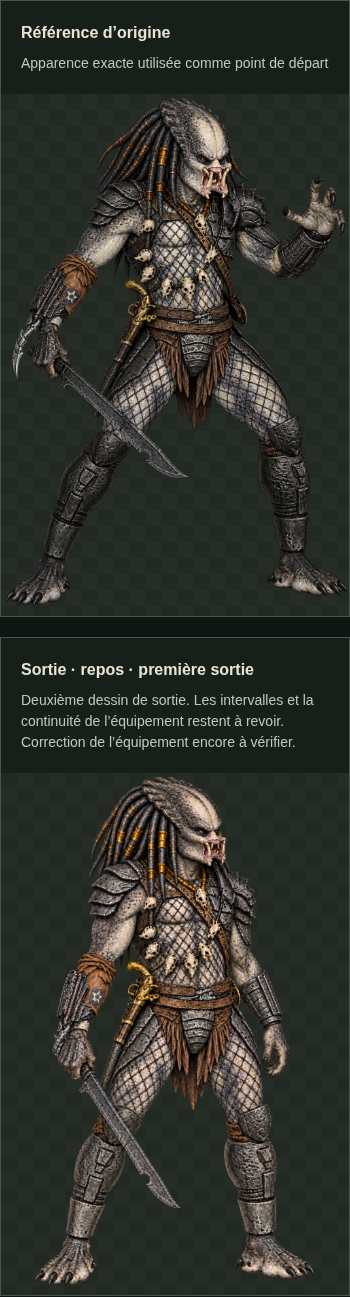 Référence d’origine
Apparence exacte utilisée comme point de départ
Sortie · repos · première sortie
Deuxième dessin de sortie. Les intervalles et la
continuité de l’équipement restent à revoir.
Correction de l’équipement encore à vérifier.